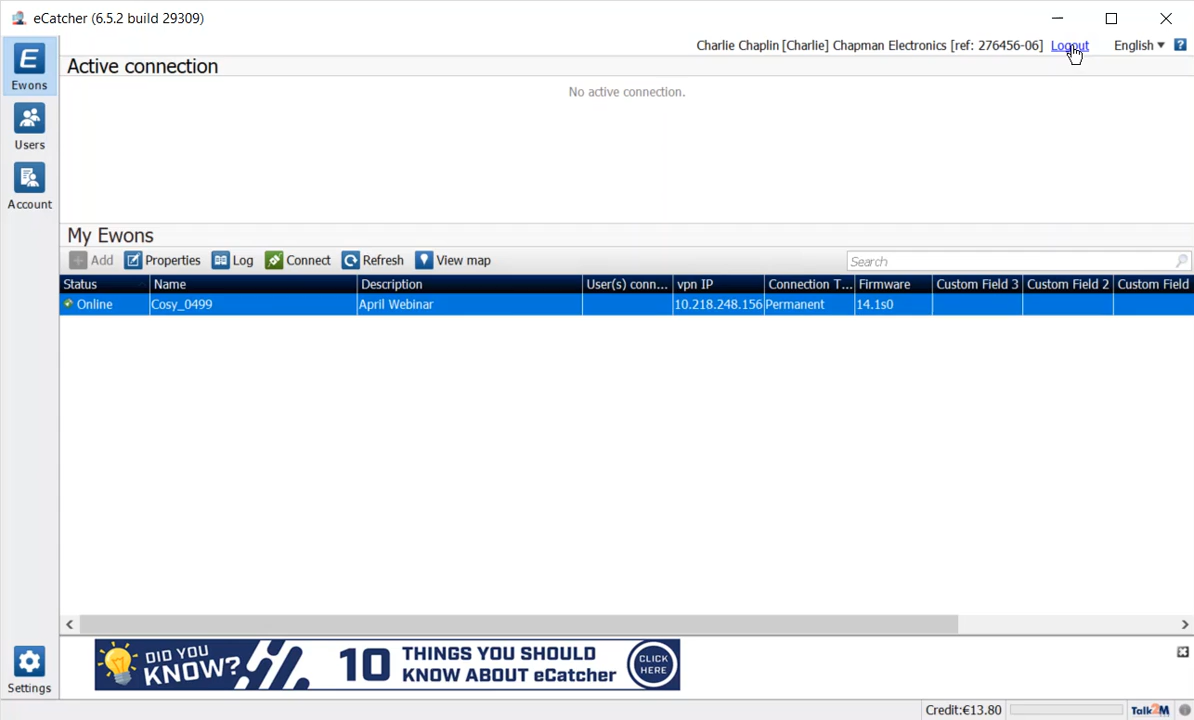 eCatcher (6.5.2 build 29309)
Charlie Chaplin [Charlie] Chapman Electronics [ref: 276456-06] Logout English
Ewons
Users
Account
Settings
Active connection
No active connection.
My Ewons
Add Properties Log Connect Refresh View map Search
Status Name Description User(s) conn... vpn IP Connection T... Firmware Custom Field 3 Custom Field 2 Custom Field
Online Cosy_0499 April Webinar 10.218.248.156 Permanent 14.1s0
DID YOU KNOW? 10 THINGS YOU SHOULD KNOW ABOUT eCatcher CLICK HERE
Credit:€13.80 Talk2M